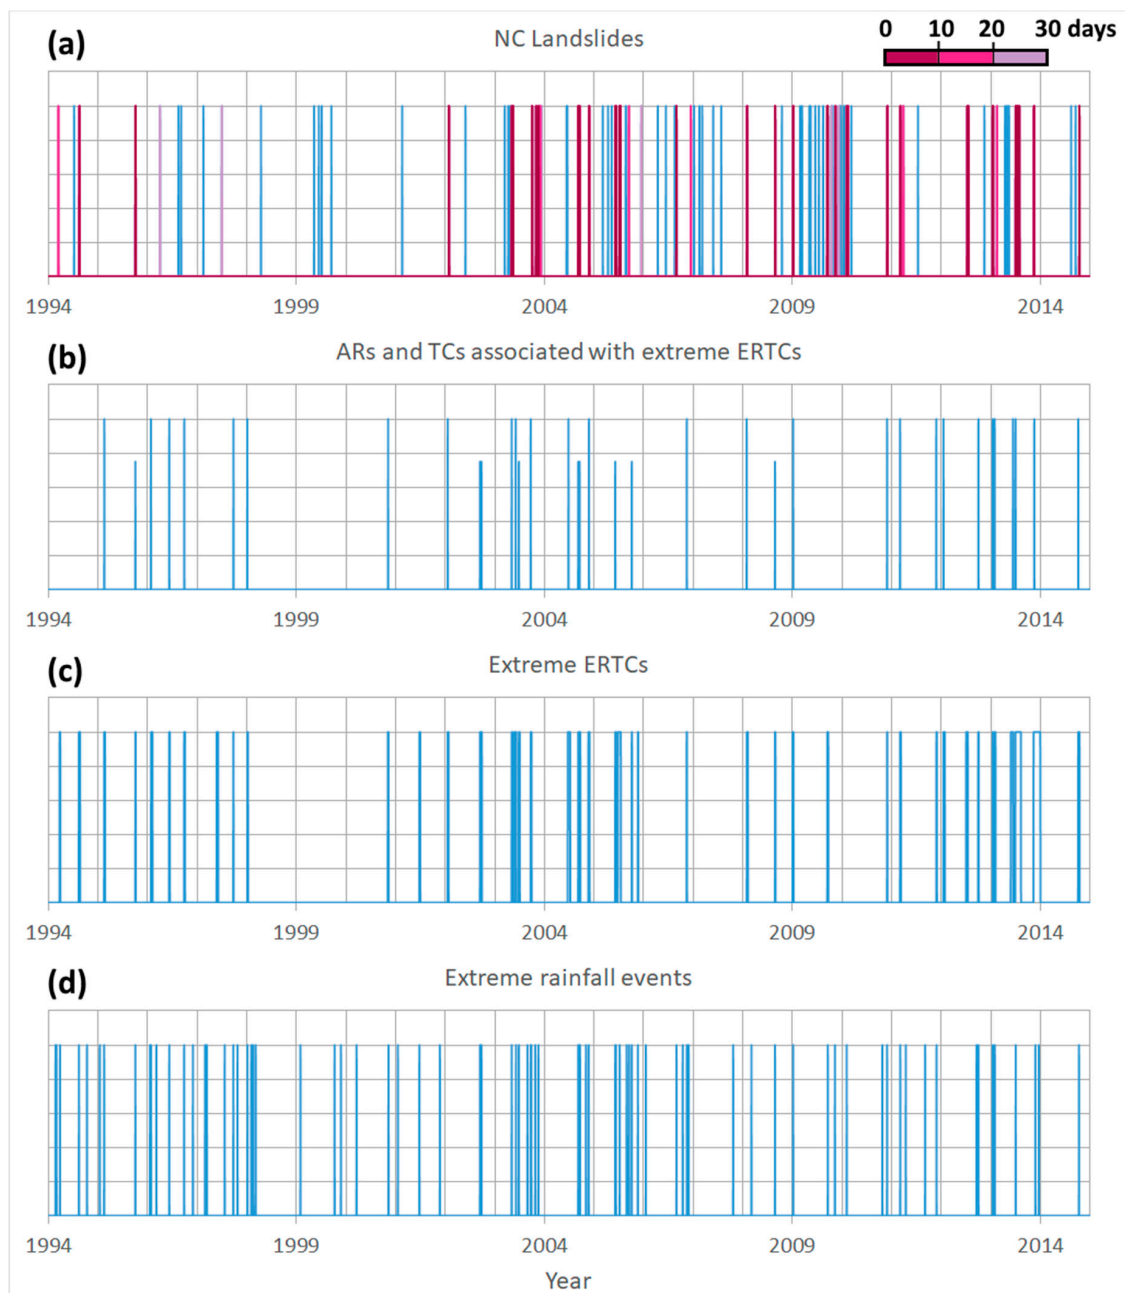 (a)
NC Landslides
0 10 20 30 days
1994 1999 2004 2009 2014
(b)
ARs and TCs associated with extreme ERTCs
1994 1999 2004 2009 2014
(c)
Extreme ERTCs
1994 1999 2004 2009 2014
(d)
Extreme rainfall events
1994 1999 2004 2009 2014
Year